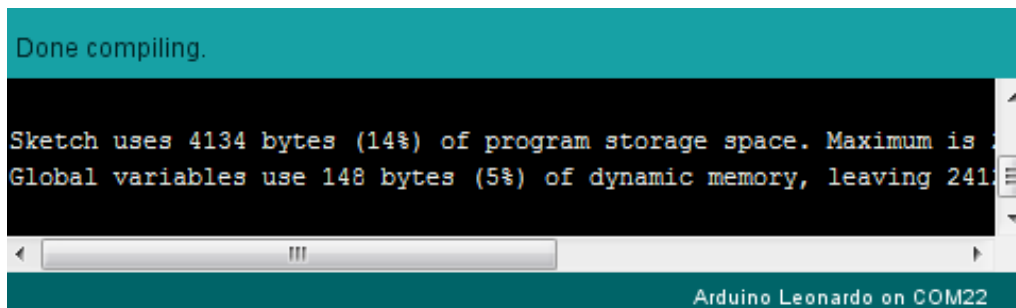 Done compiling.
Sketch uses 4134 bytes (14%) of program storage space. Maximum is
Global variables use 148 bytes (5%) of dynamic memory, leaving
Arduino Leonardo on COM22